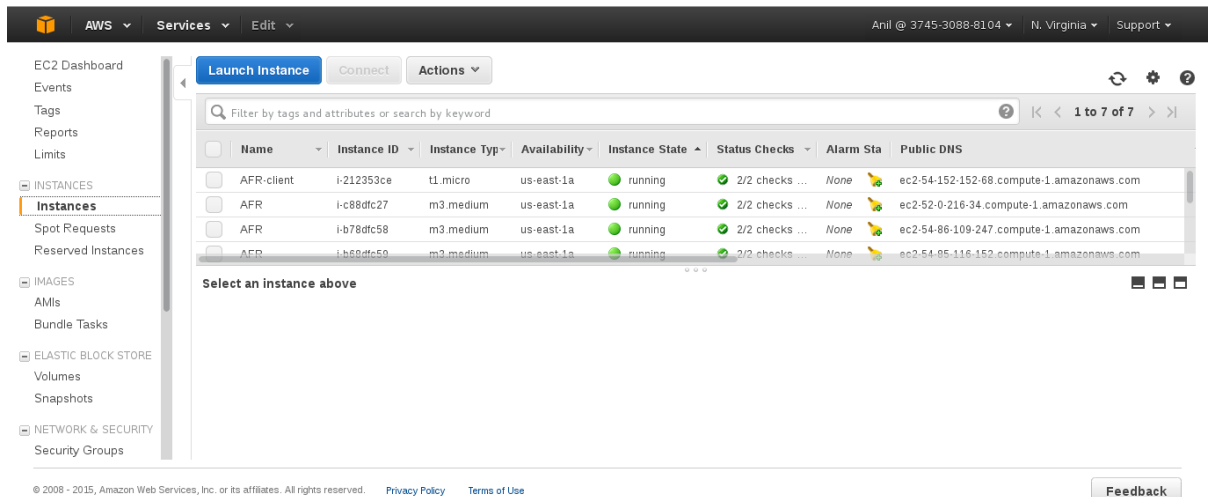 AWS Services Edit Anil @ 3745-3088-8104 N. Virginia Support
EC2 Dashboard
Events
Tags
Reports
Limits
INSTANCES
Instances
Spot Requests
Reserved Instances
IMAGES
AMIs
Bundle Tasks
ELASTIC BLOCK STORE
Volumes
Snapshots
NETWORK & SECURITY
Security Groups
Launch Instance Connect Actions
Filter by tags and attributes or search by keyword 1 to 7 of 7
Name Instance ID Instance Typ Availability Instance State Status Checks Alarm Sta Public DNS
AFR-client i-212353ce t1.micro us-east-1a running 2/2 checks ... None ec2-54-152-152-68.compute-1.amazonaws.com
AFR i-c88dfc27 m3.medium us-east-1a running 2/2 checks ... None ec2-52-0-216-34.compute-1.amazonaws.com
AFR i-b78dfc58 m3.medium us-east-1a running 2/2 checks ... None ec2-54-86-109-247.compute-1.amazonaws.com
AFR i-b68dfc59 m3.medium us-east-1a running 2/2 checks ... None ec2-54-85-116-152.compute-1.amazonaws.com
Select an instance above
© 2008 - 2015, Amazon Web Services, Inc. or its affiliates. All rights reserved. Privacy Policy Terms of Use Feedback